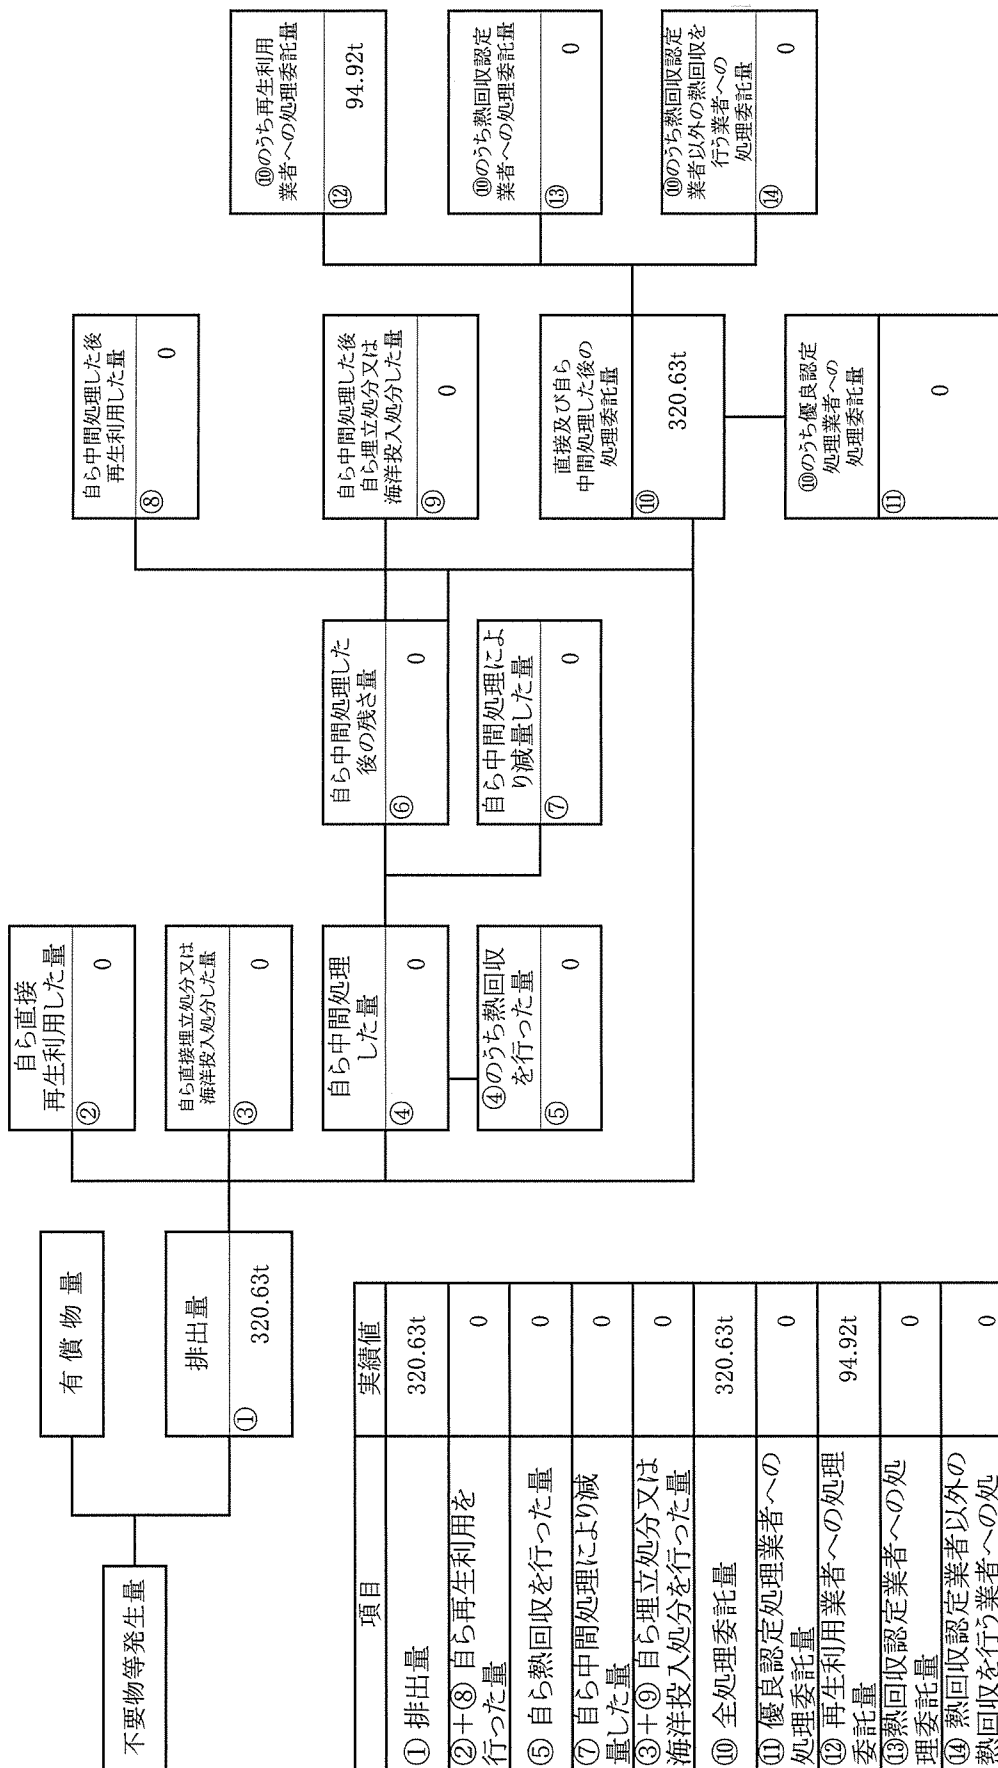 不要物等発生量
有償物量
排出量
①
320.63t
自ら直接
再生利用した量
②
0
自ら直接埋立処分又は
海洋投入処分した量
③
0
自ら中間処理
した量
④
0
④のうち熱回収
を行った量
⑤
0
自ら中間処理した
後の残さ量
⑥
0
自ら中間処理によ
り減量した量
⑦
0
自ら中間処理した後
再生利用した量
⑧
0
自ら中間処理した後
自ら埋立処分又は
海洋投入処分した量
⑨
0
直接及び自ら
中間処理した後の
処理委託量
⑩
320.63t
⑩のうち優良認定
処理業者への
処理委託量
⑪
0
⑩のうち再生利用
業者への処理委託量
⑫
94.92t
⑩のうち熱回収認定
業者への処理委託量
⑬
0
⑩のうち熱回収認定
業者以外の熱回収を
行う業者への
処理委託量
⑭
0
項目 実績値
①排出量 320.63t
②+⑧ 自ら再生利用を
行った量 0
⑤ 自ら熱回収を行った量 0
⑦ 自ら中間処理により減
量した量 0
③+⑨ 自ら埋立処分又は
海洋投入処分を行った量 0
⑩ 全処理委託量 320.63t
⑪ 優良認定処理業者への
処理委託量 0
⑫ 再生利用業者への処理
委託量 94.92t
⑬熱回収認定業者への処
理委託量 0
⑭ 熱回収認定業者以外の
熱回収を行う業者への処 0